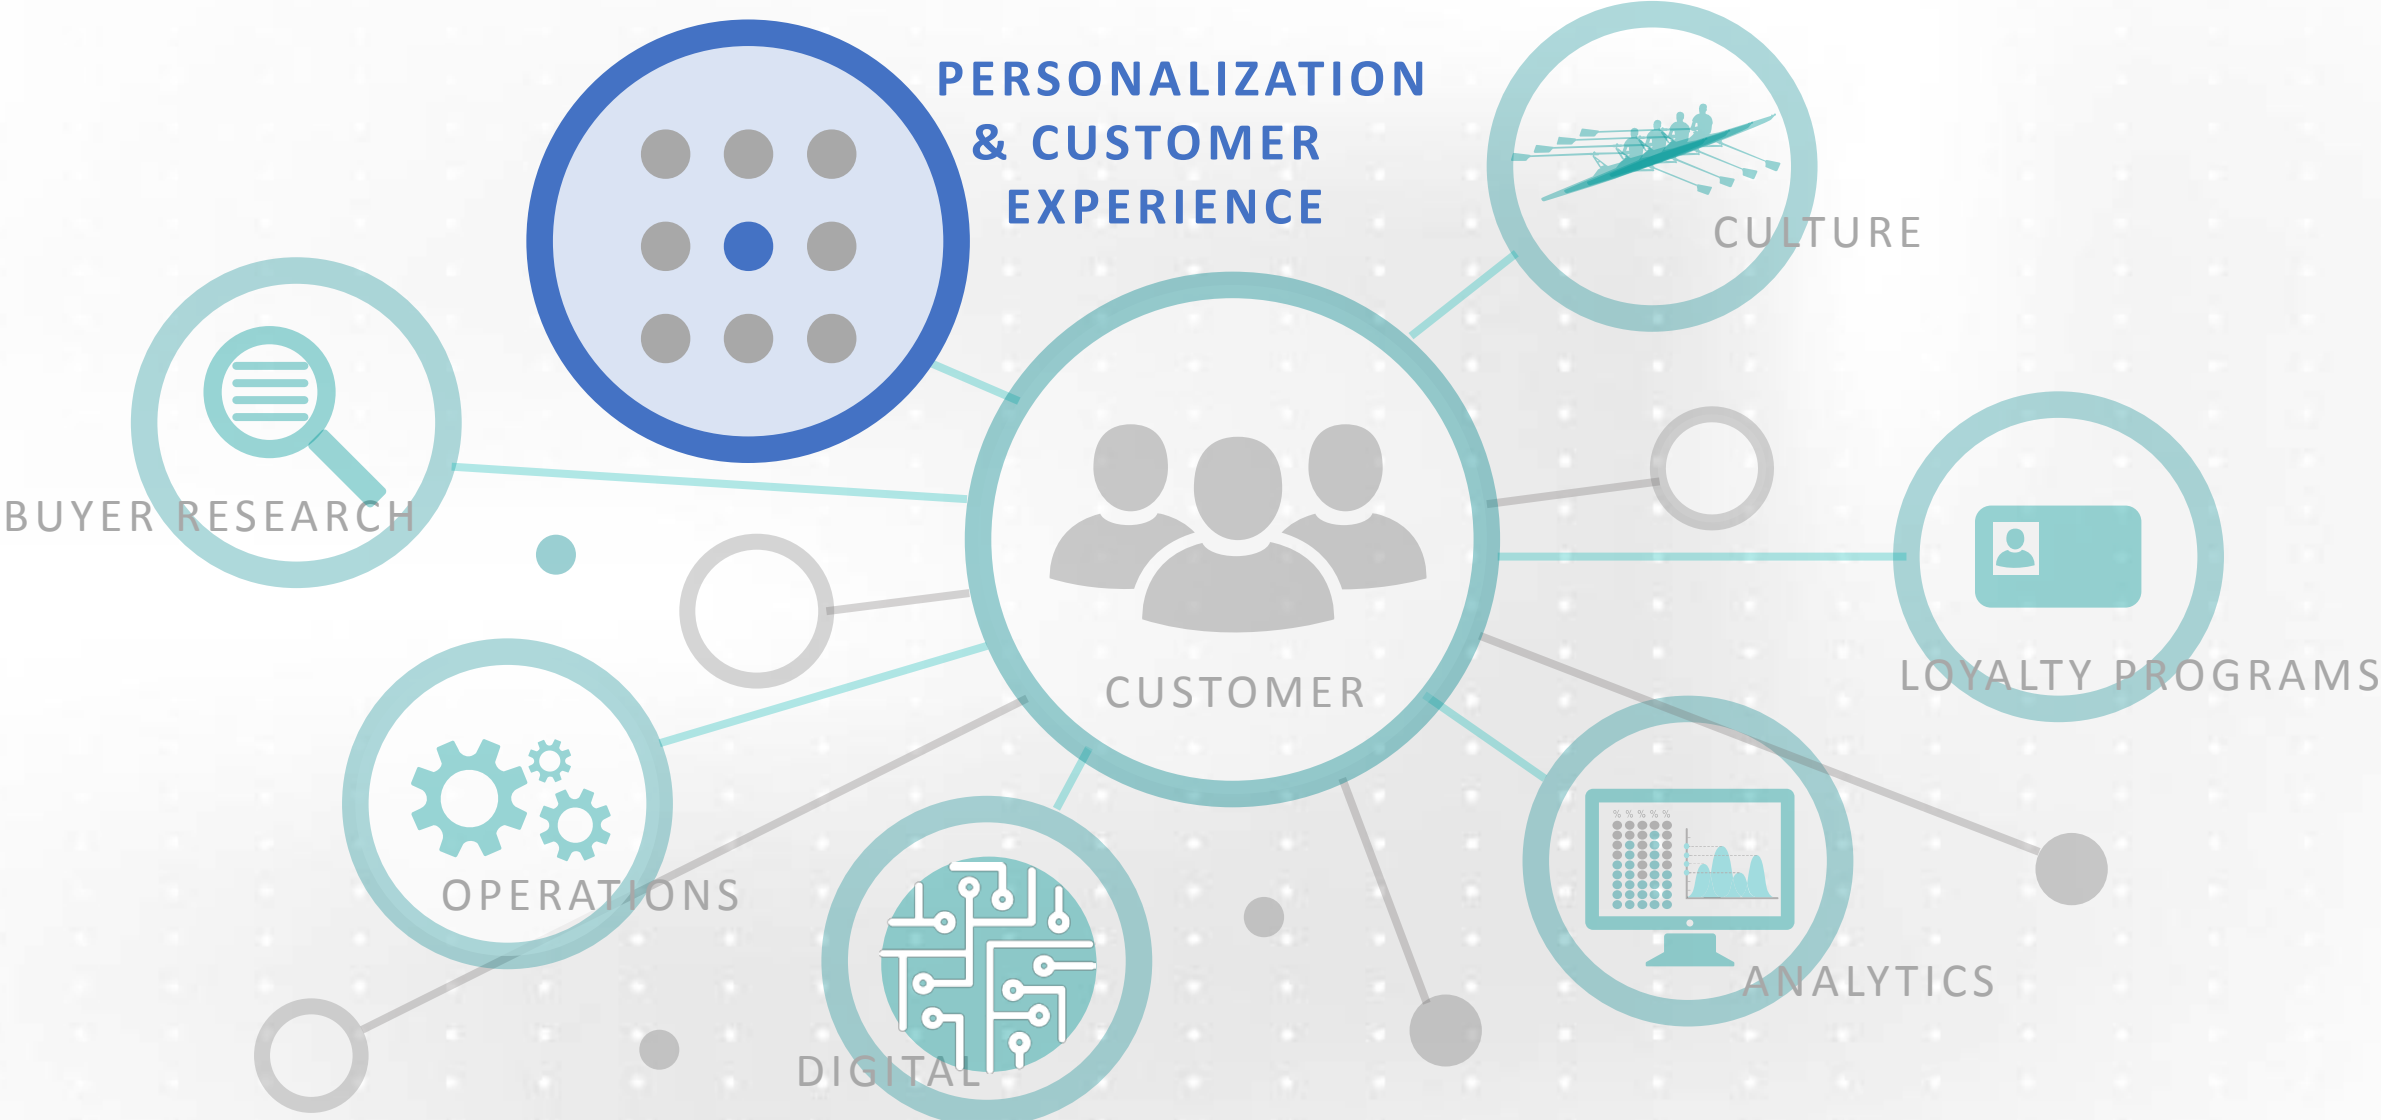 PERSONALIZATION
& CUSTOMER
EXPERIENCE
CULTURE
BUYER RESEARCH
CUSTOMER
LOYALTY PROGRAMS
OPERATIONS
% % % % %
ANALYTICS
DIGITAL